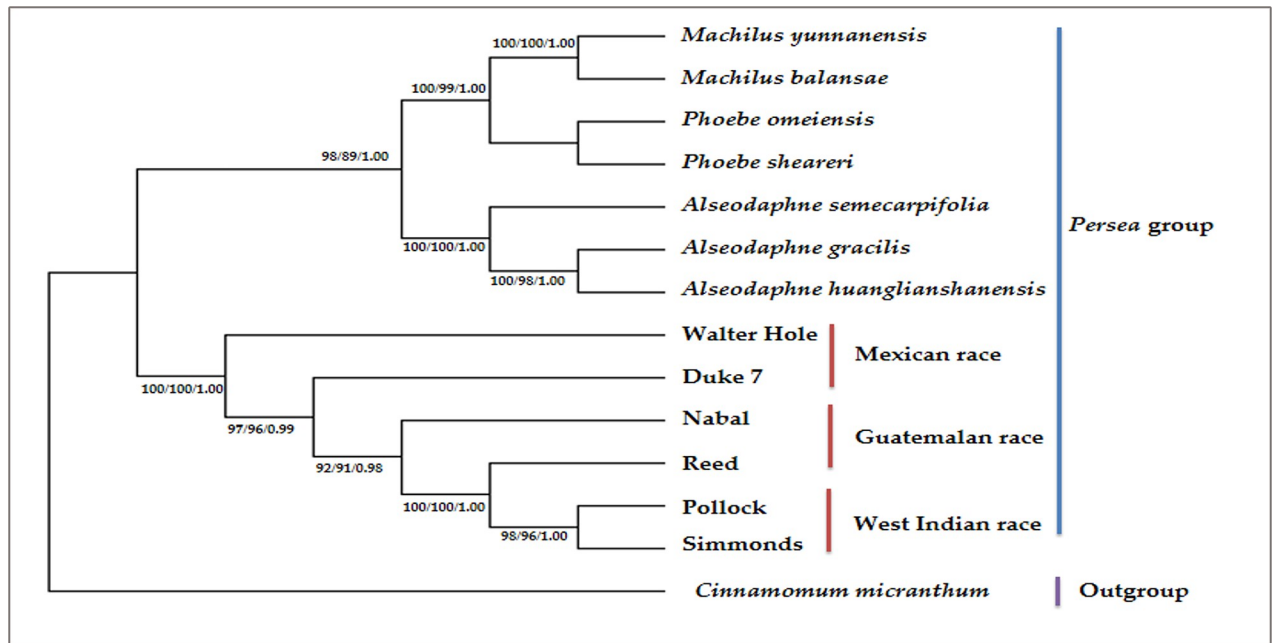 100/100/1.00
Machilus yunnanensis
Machilus balansae
100/99/1.00
Phoebe omeiensis
Phoebe sheareri
98/89/1.00
Alseodaphne semecarpifolia
100/100/1.00
Alseodaphne gracilis
100/98/1.00
Alseodaphne huanglianshanensis
Persea group
Walter Hole
Duke 7
Mexican race
100/100/1.00
97/96/0.99
Nabal
Reed
Guatemalan race
92/91/0.98
100/100/1.00
Pollock
Simmonds
West Indian race
98/96/1.00
Cinnamomum micranthum
Outgroup